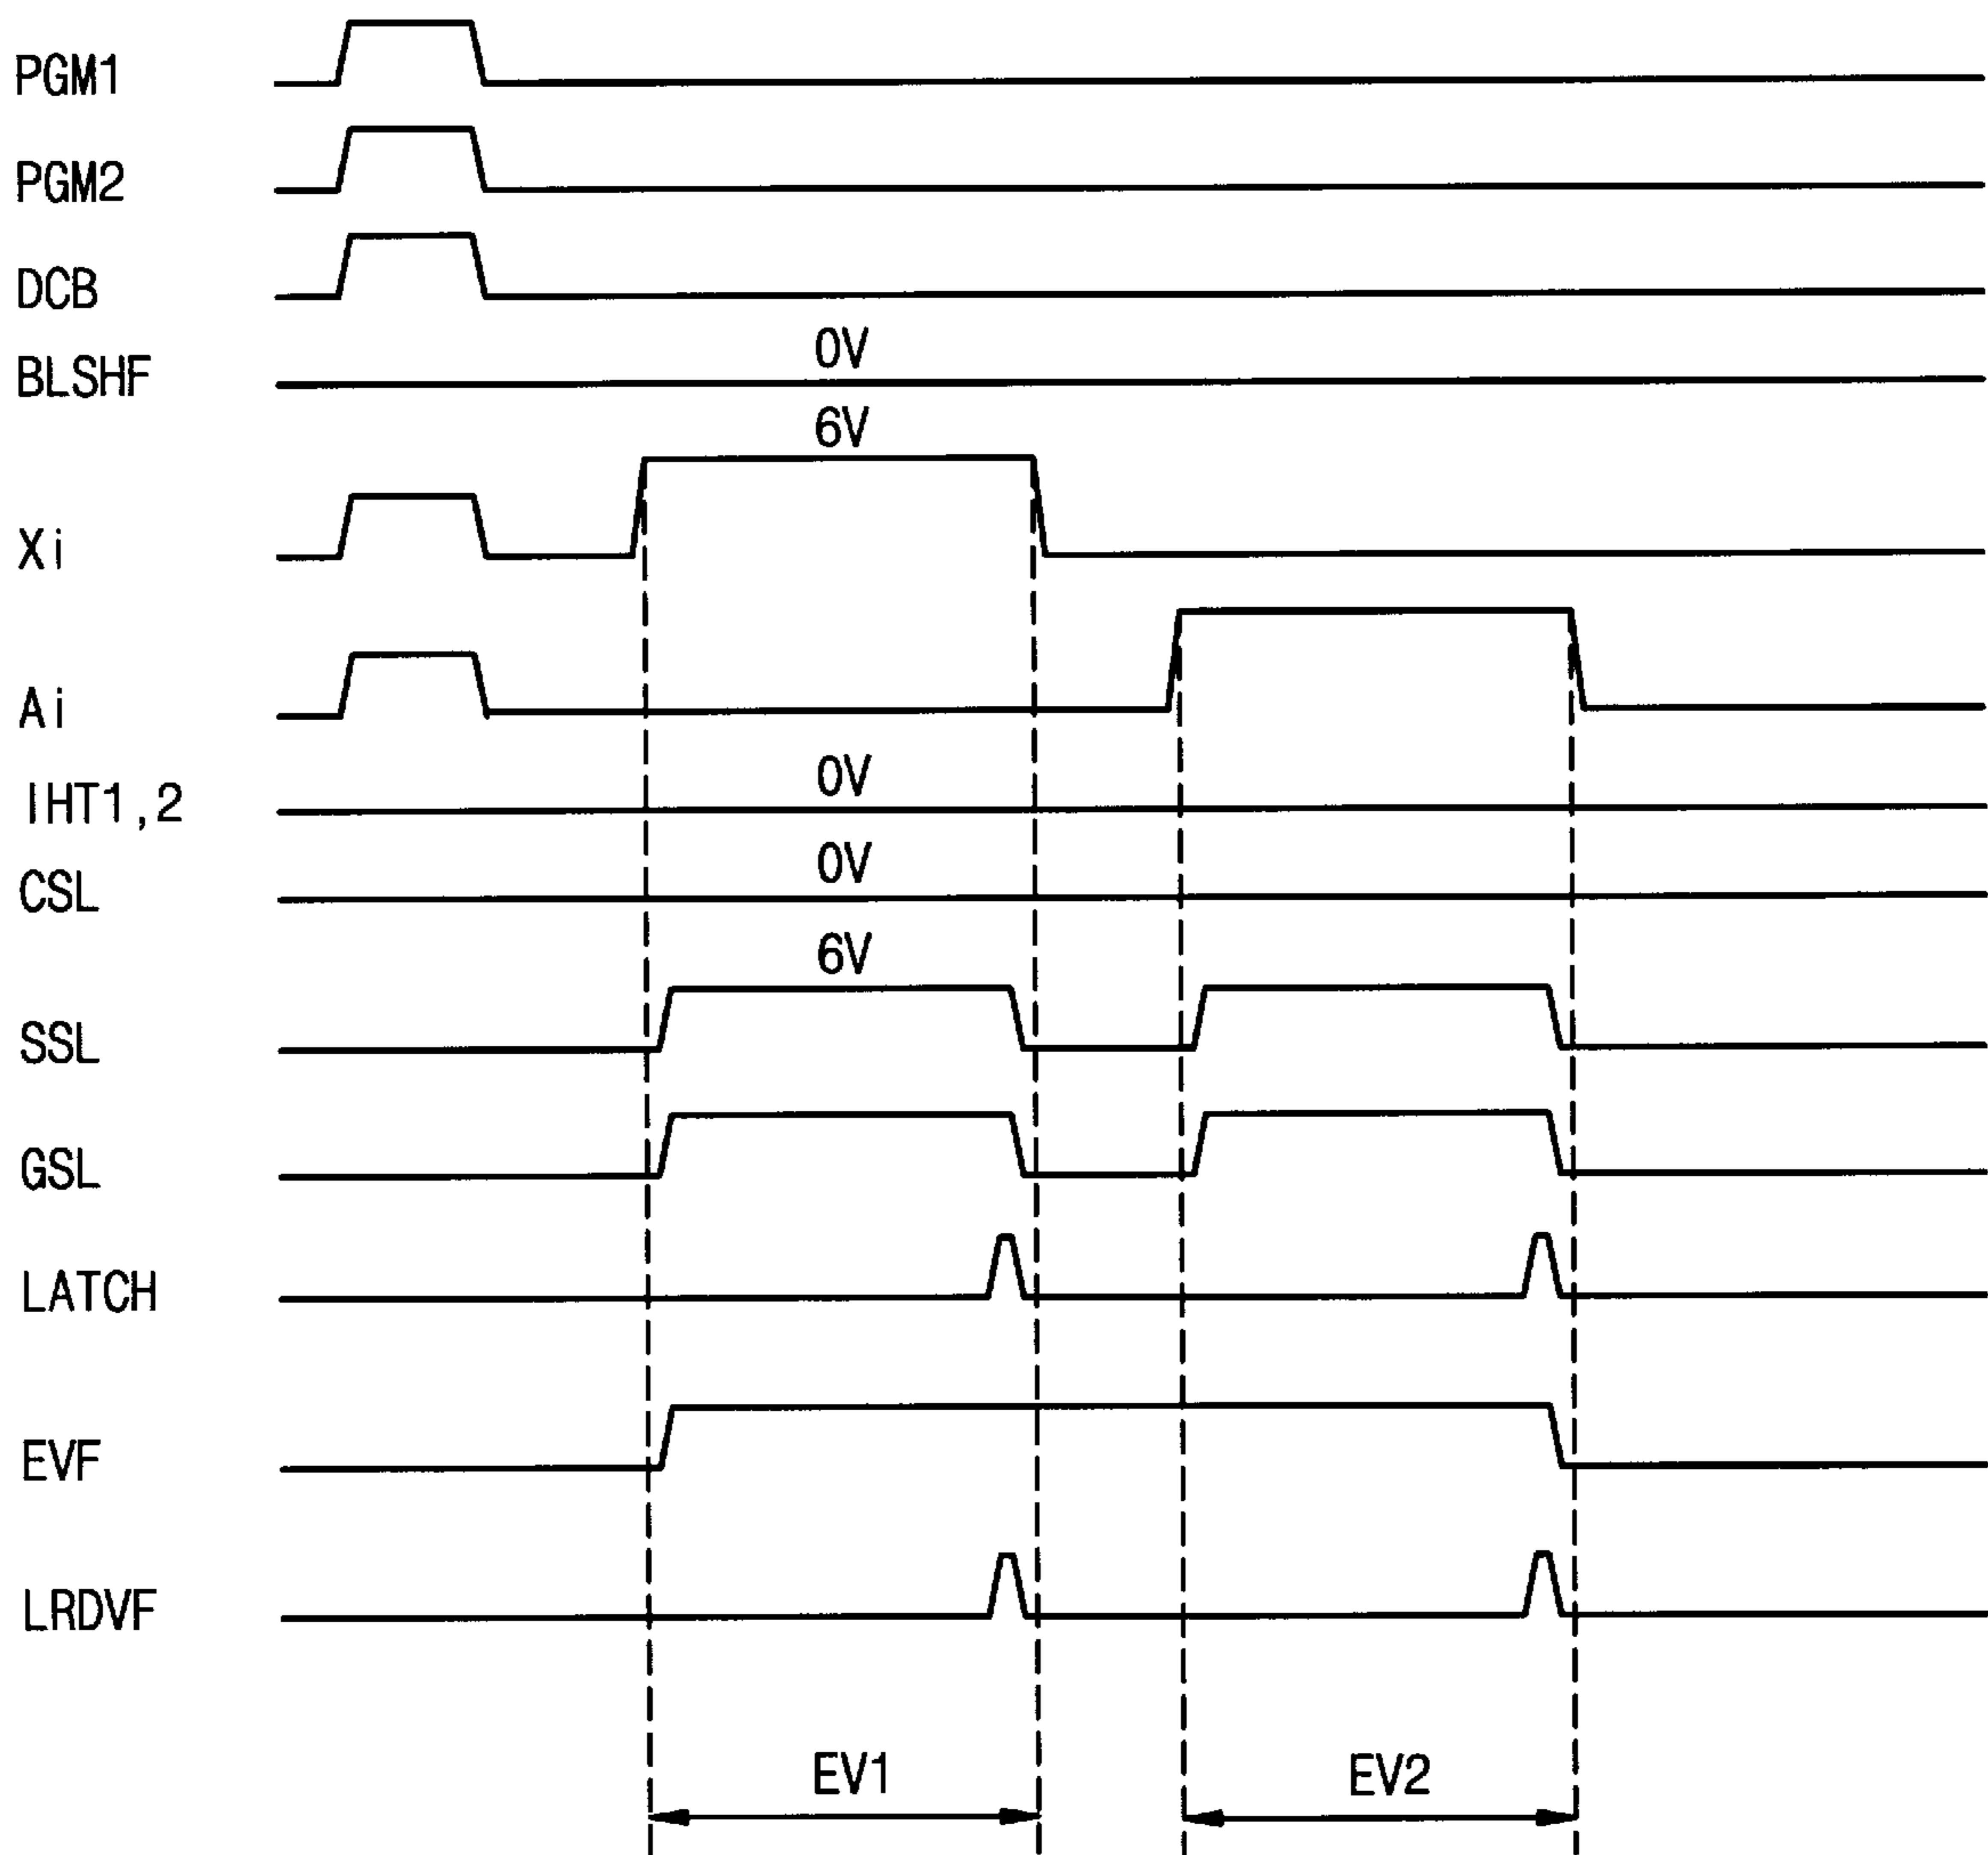 PGM1
PGM2
DCB
BLSHF
0V
6V
Xi
Ai
IHT1,2
0V
CSL
0V
6V
SSL
GSL
LATCH
EVF
LRDVF
EV1
EV2